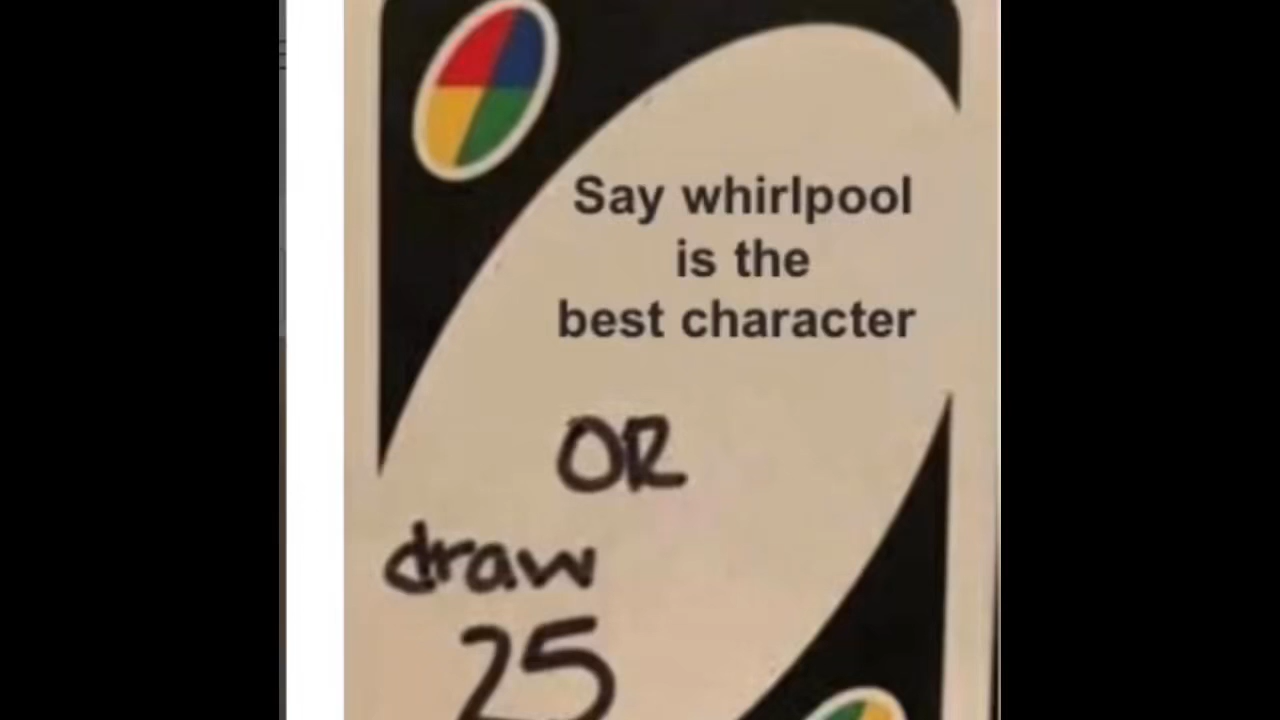 Say whirlpool
is the
best character
OR
draw
25